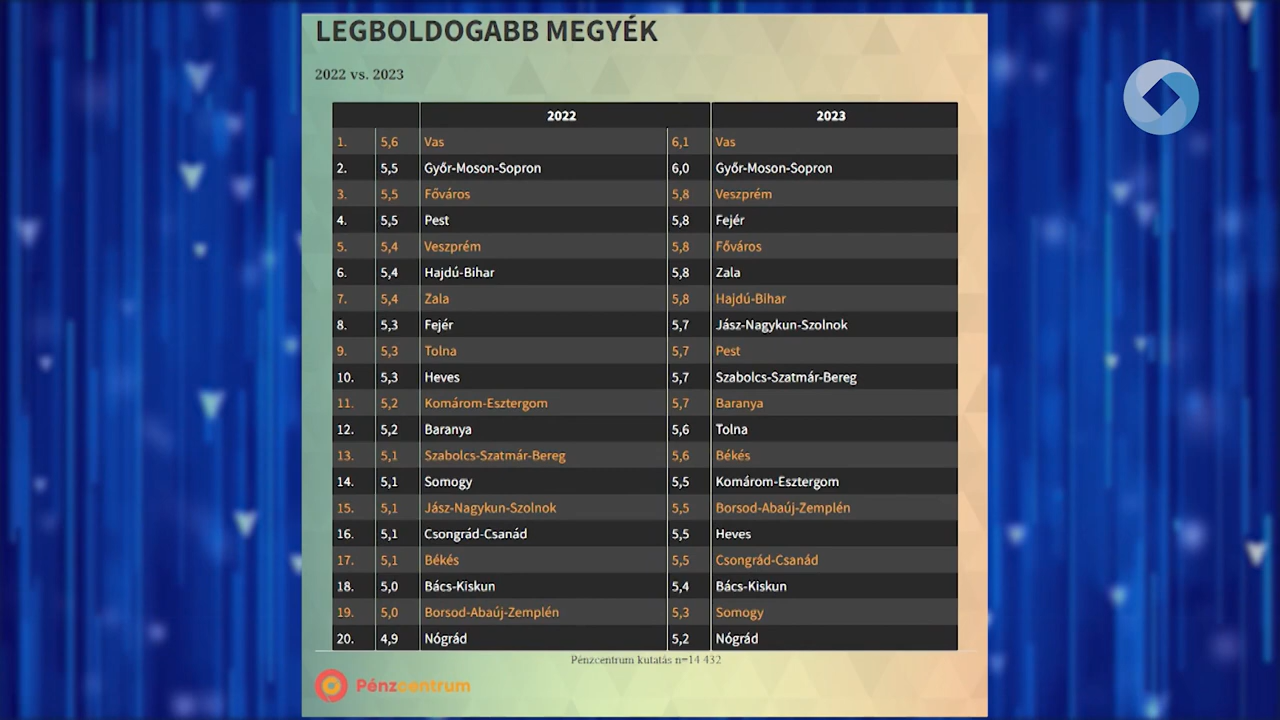 LEGBOLDOGABB MEGYÉK
2022 vs. 2023
2022 2023
1. 5,6 Vas 6,1 Vas
2. 5,5 Győr-Moson-Sopron 6,0 Győr-Moson-Sopron
3. 5,5 Főváros 5,8 Veszprém
4. 5,5 Pest 5,8 Fejér
5. 5,4 Veszprém 5,8 Főváros
6. 5,4 Hajdú-Bihar 5,8 Zala
7. 5,4 Zala 5,8 Hajdú-Bihar
8. 5,3 Fejér 5,7 Jász-Nagykun-Szolnok
9. 5,3 Tolna 5,7 Pest
10. 5,3 Heves 5,7 Szabolcs-Szatmár-Bereg
11. 5,2 Komárom-Esztergom 5,7 Baranya
12. 5,2 Baranya 5,6 Tolna
13. 5,1 Szabolcs-Szatmár-Bereg 5,6 Békés
14. 5,1 Somogy 5,5 Komárom-Esztergom
15. 5,1 Jász-Nagykun-Szolnok 5,5 Borsod-Abaúj-Zemplén
16. 5,1 Csongrád-Csanád 5,5 Heves
17. 5,1 Békés 5,5 Csongrád-Csanád
18. 5,0 Bács-Kiskun 5,4 Bács-Kiskun
19. 5,0 Borsod-Abaúj-Zemplén 5,3 Somogy
20. 4,9 Nógrád 5,2 Nógrád
Pénzcentrum kutatás n=14 432
Pénzcentrum